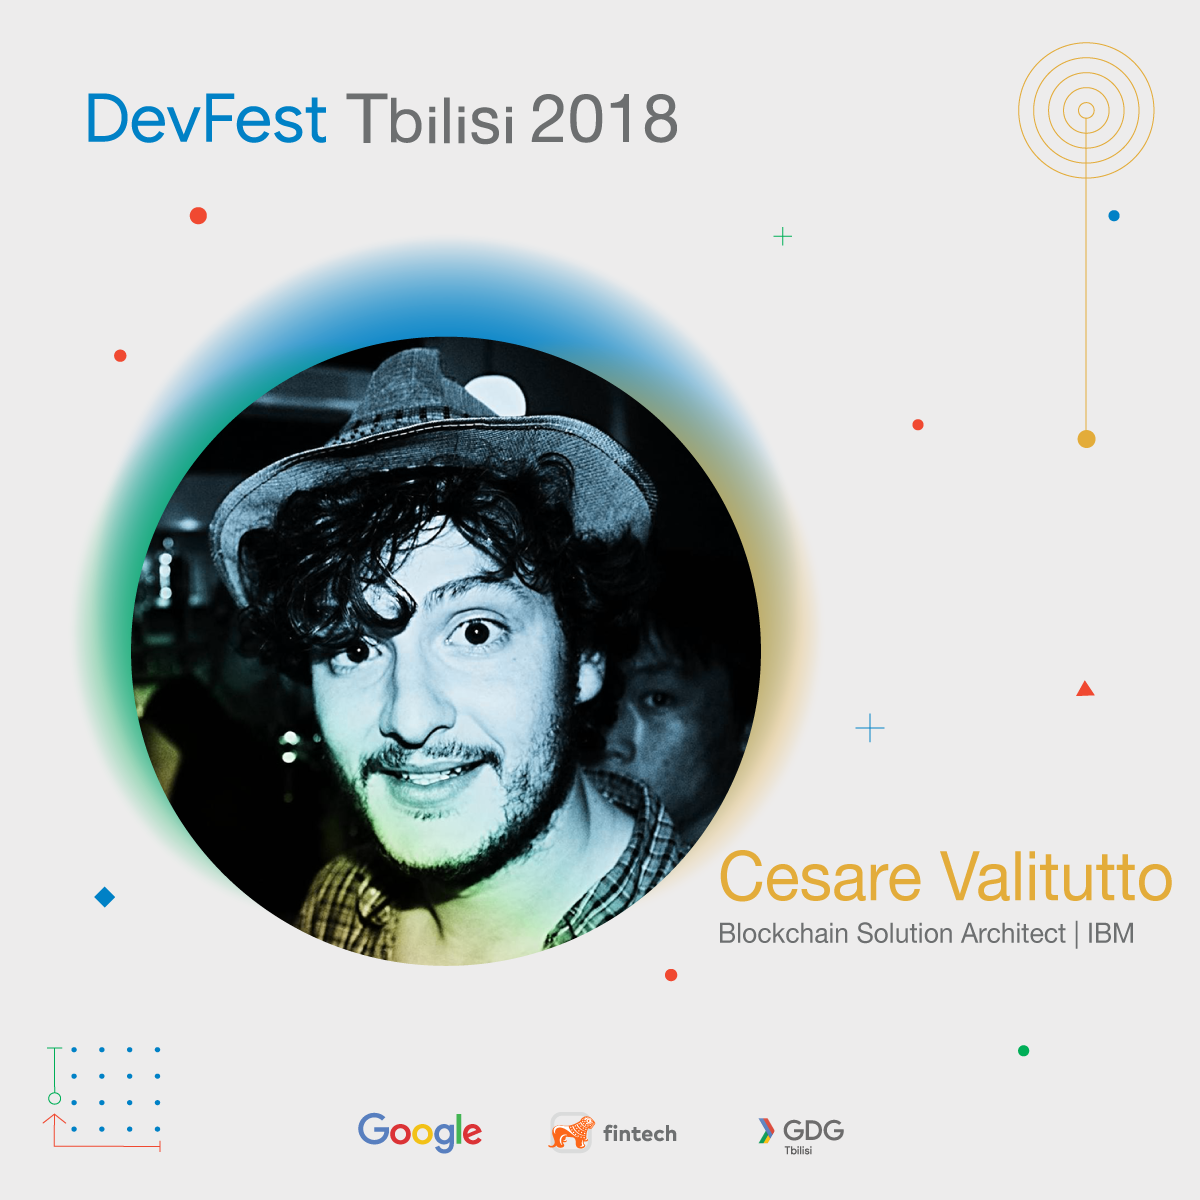 DevFest Tbilisi 2018
Cesare Valitutto
Blockchain Solution Architect | IBM
Google
fintech
GDG
Tbilisi